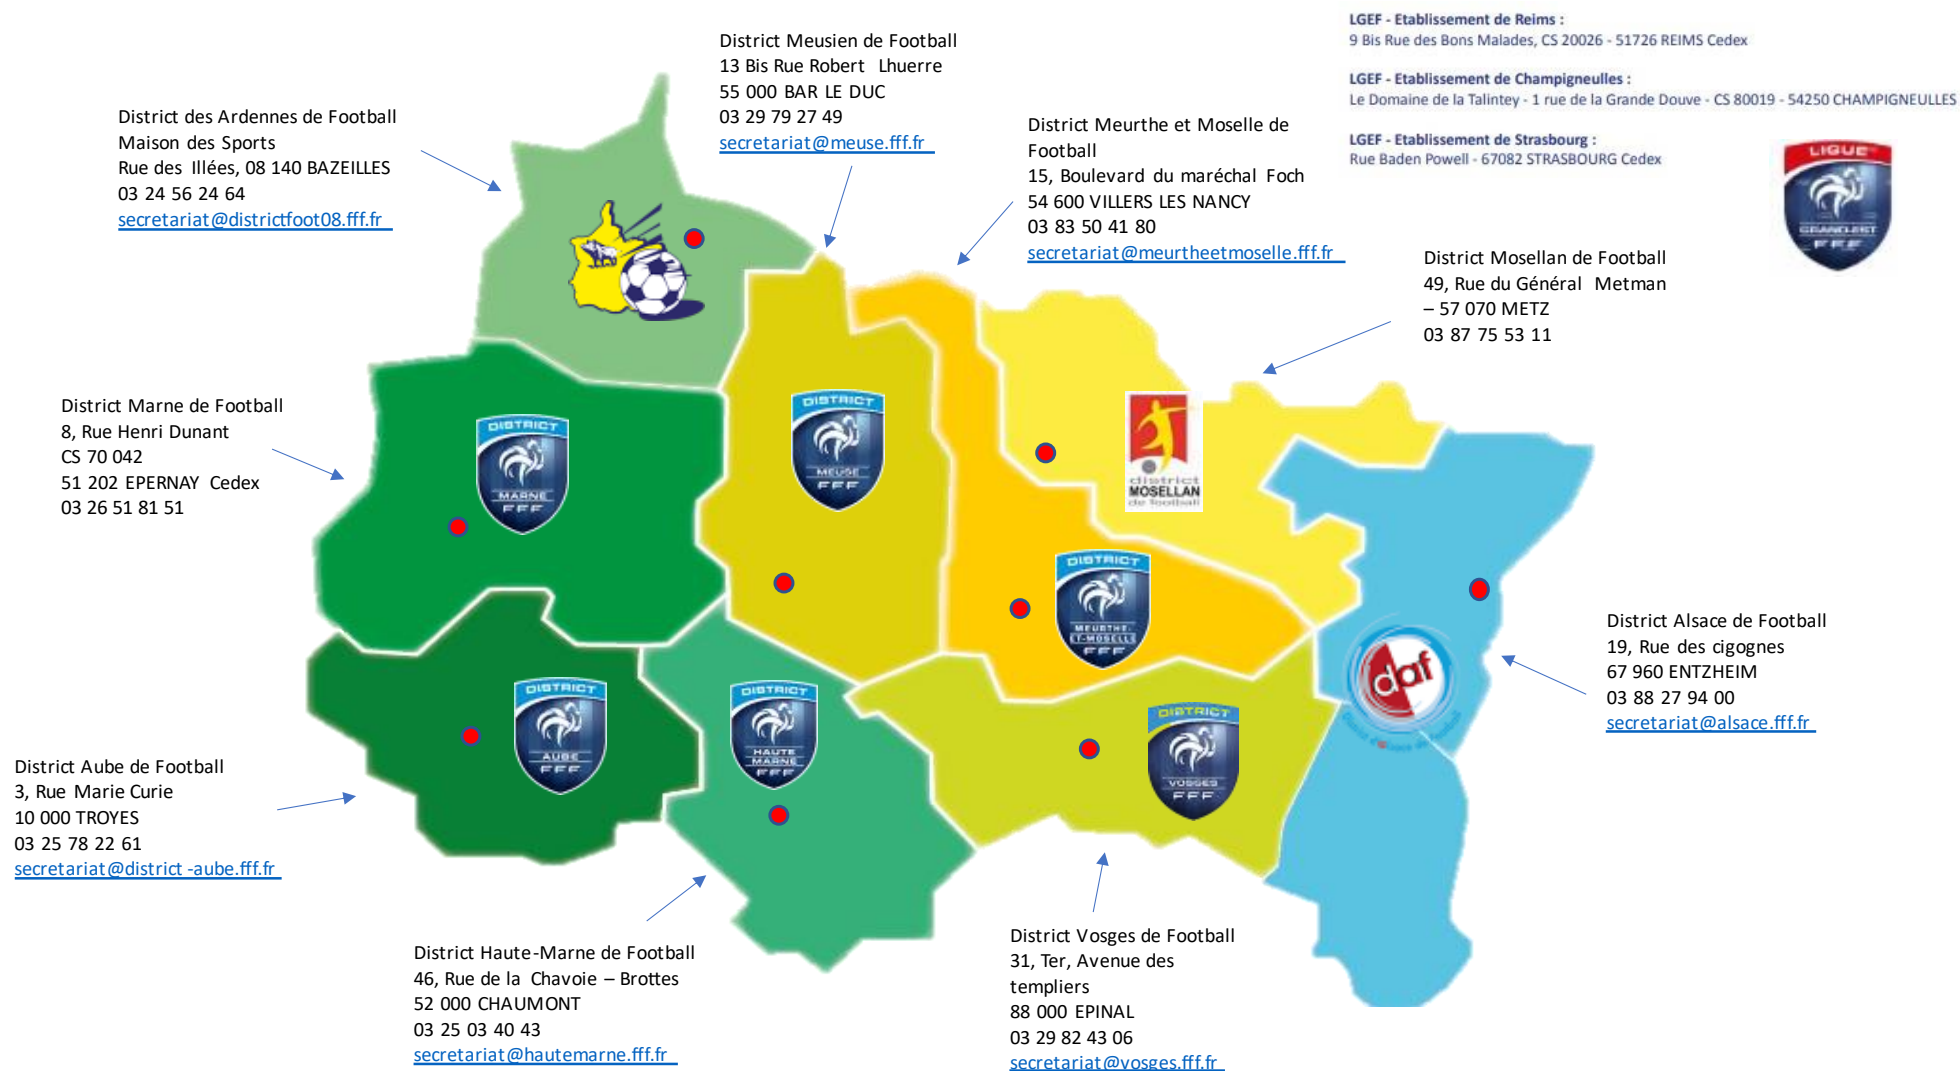 LGEF - Etablissement de Reims :
9 Bis Rue des Bons Malades, CS 20026 - 51726 REIMS Cedex
LGEF - Etablissement de Champigneulles :
Le Domaine de la Talintey - 1 rue de la Grande Douve - CS 80019 - 54250 CHAMPIGNEULLES
LGEF - Etablissement de Strasbourg :
Rue Baden Powell - 67082 STRASBOURG Cedex
LIGUE
GRAND EST
FFF
District Meusien de Football
13 Bis Rue Robert Lhuerre
55 000 BAR LE DUC
03 29 79 27 49
secretariat@meuse.fff.fr
District des Ardennes de Football
Maison des Sports
Rue des Illées, 08 140 BAZEILLES
03 24 56 24 64
secretariat@districtfoot08.fff.fr
District Meurthe et Moselle de
Football
15, Boulevard du maréchal Foch
54 600 VILLERS LES NANCY
03 83 50 41 80
secretariat@meurtheetmoselle.fff.fr
District Mosellan de Football
49, Rue du Général Metman
– 57 070 METZ
03 87 75 53 11
District Marne de Football
8, Rue Henri Dunant
CS 70 042
51 202 EPERNAY Cedex
03 26 51 81 51
DISTRICT
MARNE
FFF
DISTRICT
MEUSE
FFF
district
MOSELLAN
de football
DISTRICT
MEURTHE-
ET-MOSELLE
FFF
District Alsace de Football
19, Rue des cigognes
67 960 ENTZHEIM
03 88 27 94 00
secretariat@alsace.fff.fr
daf
District d'Alsace de Football
DISTRICT
AUBE
FFF
DISTRICT
HAUTE
MARNE
FFF
DISTRICT
VOSGES
FFF
District Aube de Football
3, Rue Marie Curie
10 000 TROYES
03 25 78 22 61
secretariat@district -aube.fff.fr
District Haute-Marne de Football
46, Rue de la Chavoie – Brottes
52 000 CHAUMONT
03 25 03 40 43
secretariat@hautemarne.fff.fr
District Vosges de Football
31, Ter, Avenue des
templiers
88 000 EPINAL
03 29 82 43 06
secretariat@vosges.fff.fr